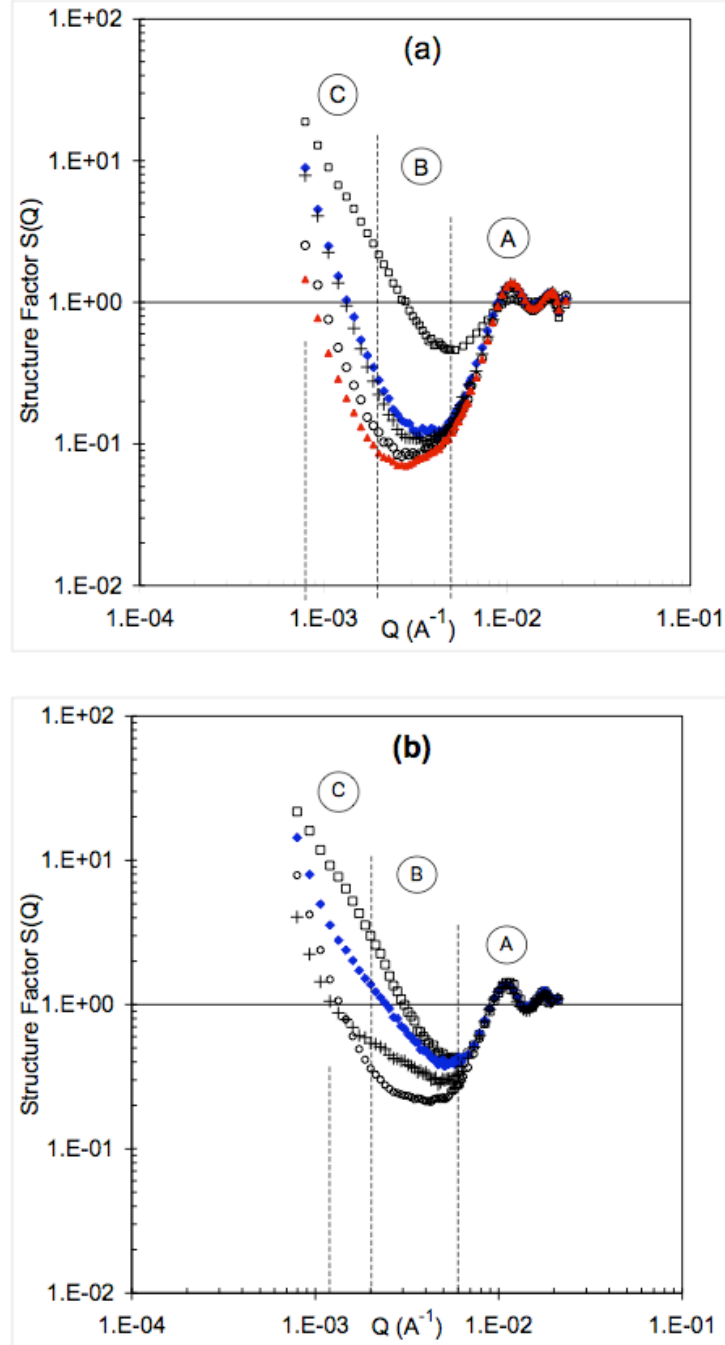 1.E+02
(a)
C
1.E+01
B
A
1.E+00
1.E-01
1.E-02
Structure Factor S(Q)
1.E-04 1.E-03 1.E-02 1.E-01
Q (A⁻¹)
1.E+02
(b)
C
1.E+01
B
A
1.E+00
1.E-01
1.E-02
Structure Factor S(Q)
1.E-04 1.E-03 1.E-02 1.E-01
Q (A⁻¹)